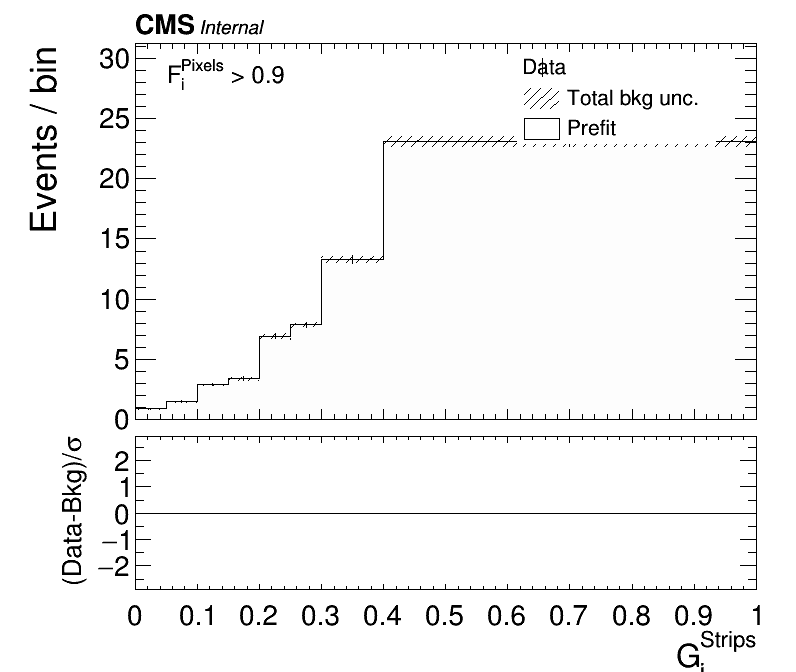 CMS Internal
F_i^Pixels > 0.9
Data
Total bkg unc.
Prefit
Events / bin
30
25
20
15
10
5
0
(Data-Bkg)/σ
2
1
0
−1
−2
0 0.1 0.2 0.3 0.4 0.5 0.6 0.7 0.8 0.9 1
G_i^Strips